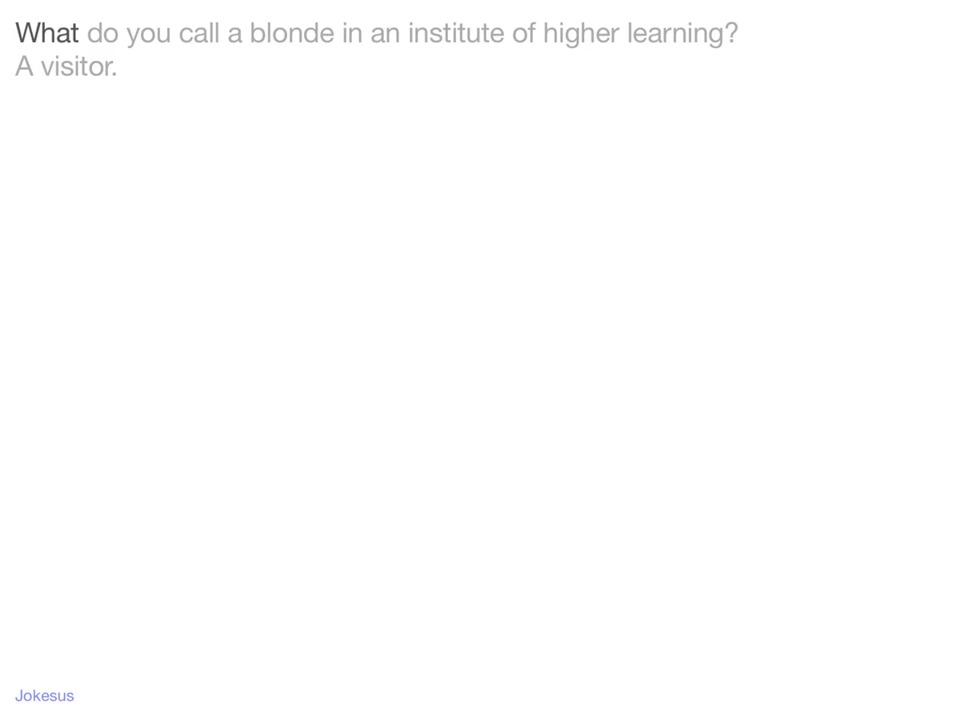 What do you call a blonde in an institute of higher learning?
A visitor.
Jokesus